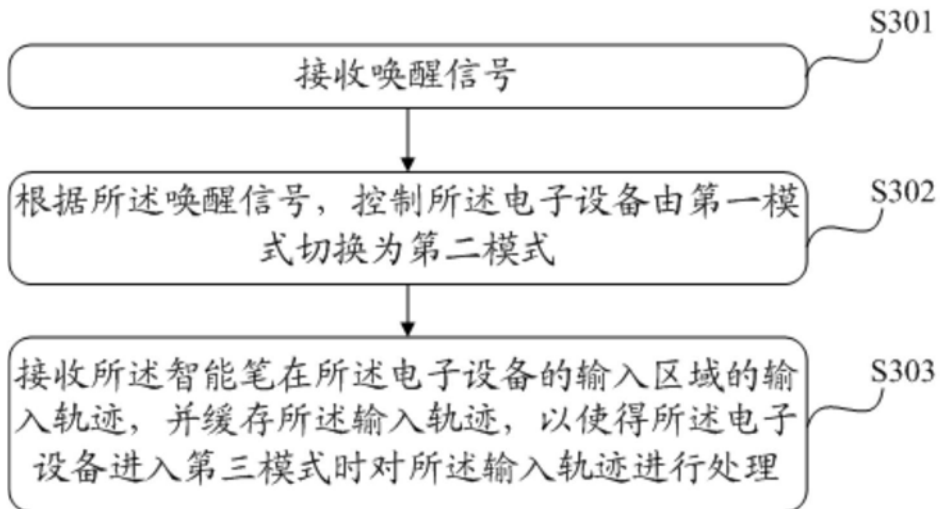 S301
接收唤醒信号
S302
根据所述唤醒信号，控制所述电子设备由第一模
式切换为第二模式
S303
接收所述智能笔在所述电子设备的输入区域的输
入轨迹，并缓存所述输入轨迹，以使得所述电子
设备进入第三模式时对所述输入轨迹进行处理